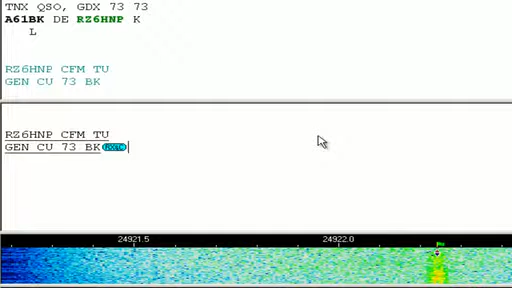 TNX QSO, GDX 73 73
A61BK DE RZ6HNP K
L
RZ6HNP CFM TU
GEN CU 73 BK
RZ6HNP CFM TU
GEN CU 73 BK
24921.5 24922.0